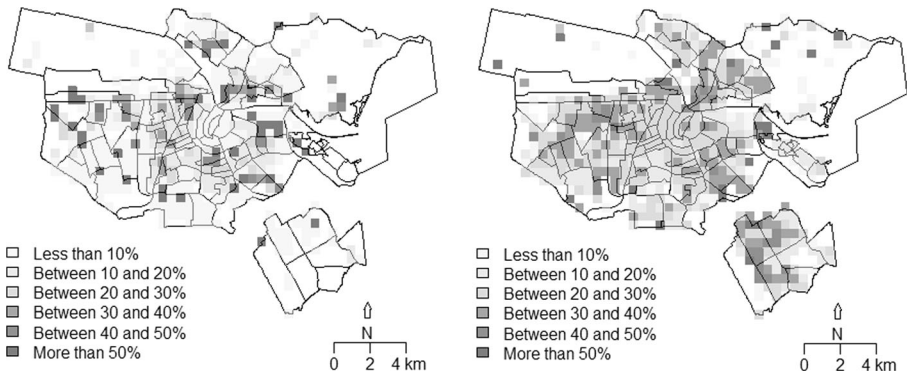 Less than 10%
Between 10 and 20%
Between 20 and 30%
Between 30 and 40%
Between 40 and 50%
More than 50%
N
0 2 4 km
Less than 10%
Between 10 and 20%
Between 20 and 30%
Between 30 and 40%
Between 40 and 50%
More than 50%
N
0 2 4 km